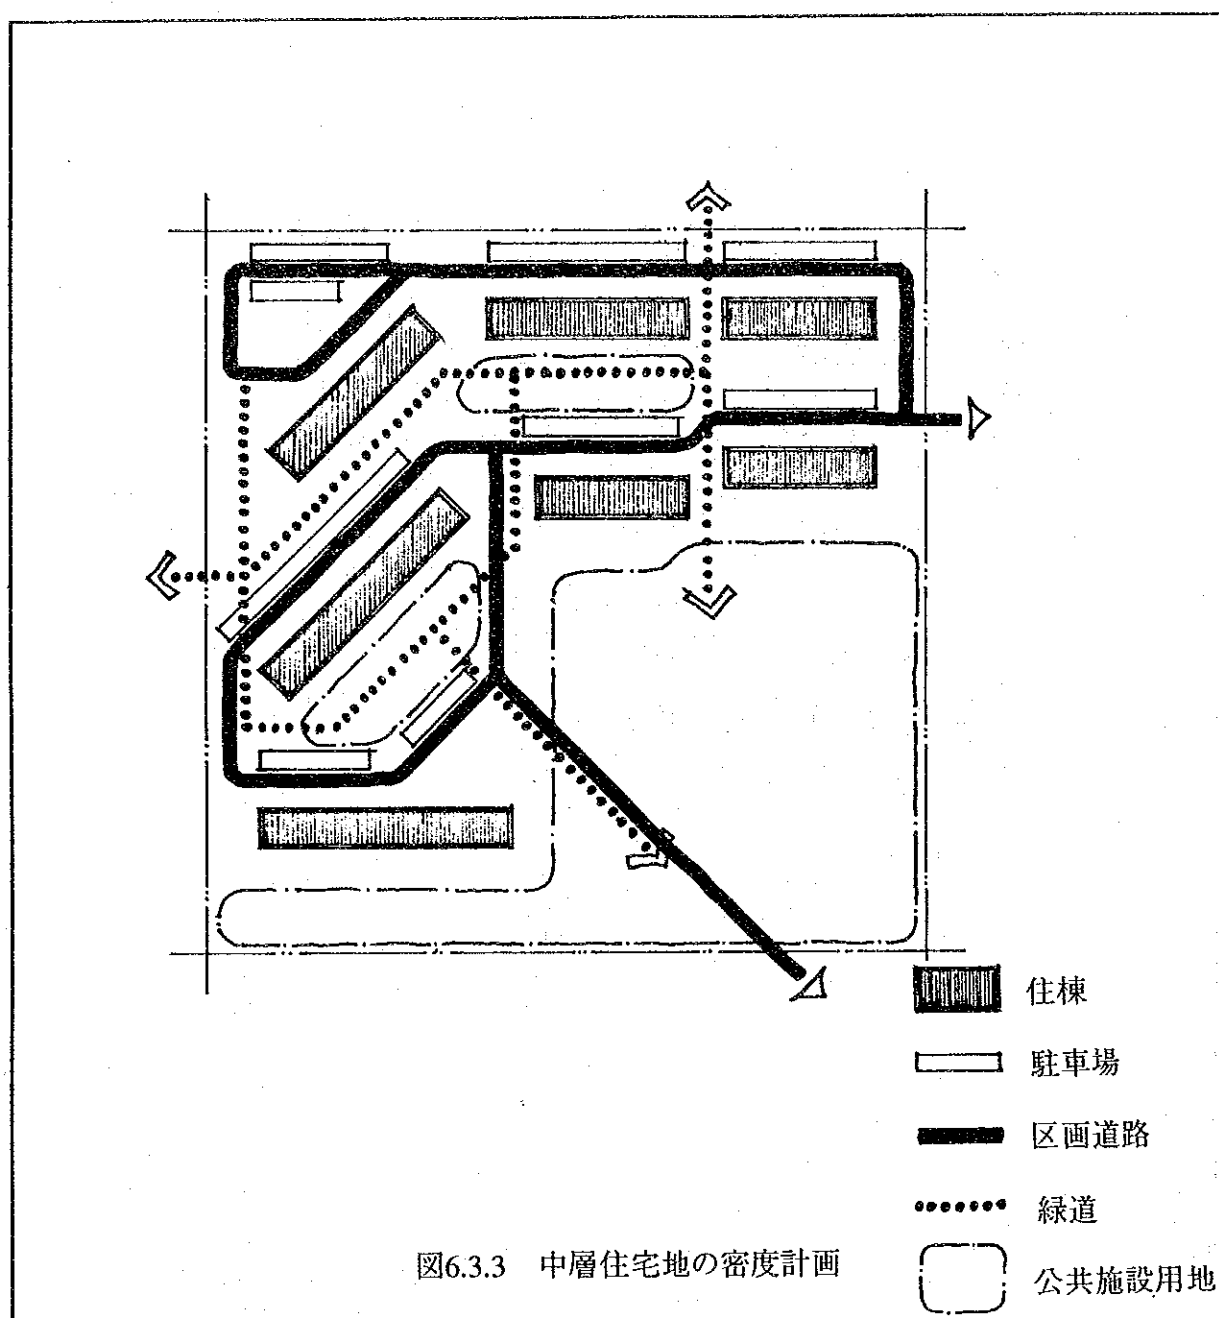 住棟
駐車場
区画道路
緑道
公共施設用地
図6.3.3 中層住宅地の密度計画